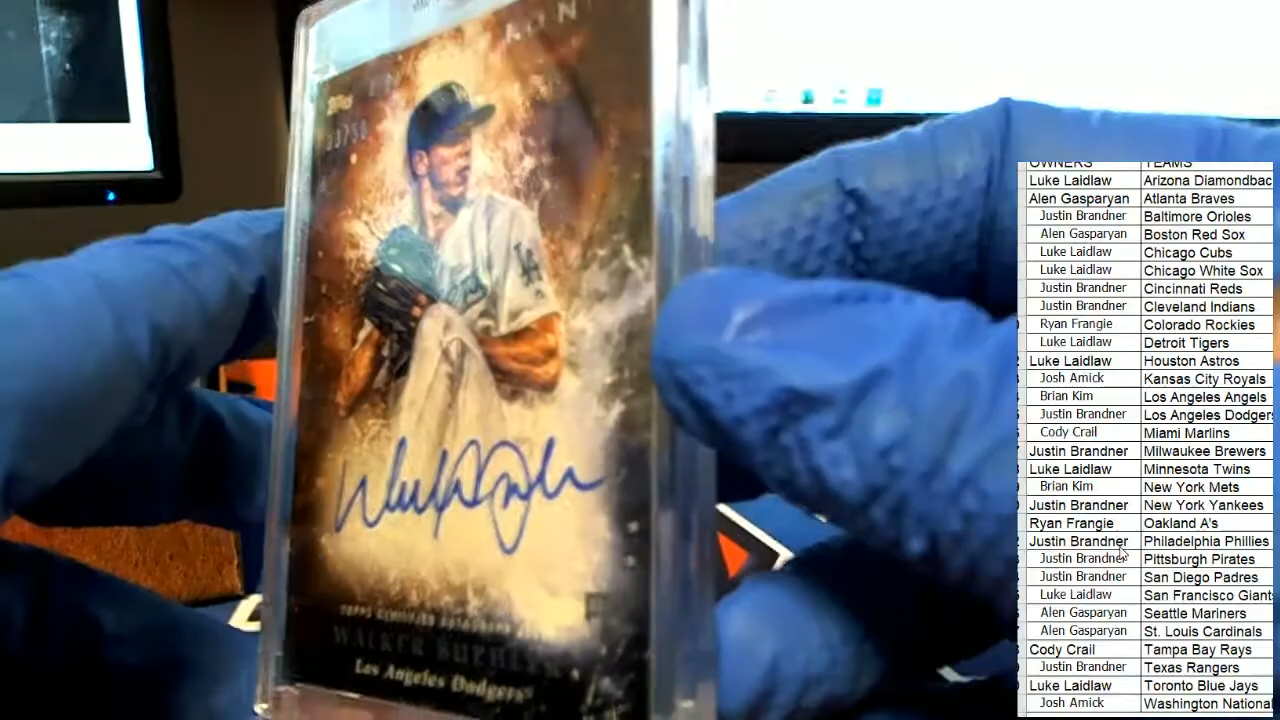 Topps
LA
TOPPS CERTIFIED AUTOGRAPH
WALKER
Los Angeles Dodgers
OWNERS TEAMS
Luke Laidlaw Arizona Diamondbac
Alen Gasparyan Atlanta Braves
Justin Brandner Baltimore Orioles
Alen Gasparyan Boston Red Sox
Luke Laidlaw Chicago Cubs
Luke Laidlaw Chicago White Sox
Justin Brandner Cincinnati Reds
Justin Brandner Cleveland Indians
Ryan Frangie Colorado Rockies
Luke Laidlaw Detroit Tigers
Luke Laidlaw Houston Astros
Josh Amick Kansas City Royals
Brian Kim Los Angeles Angels
Justin Brandner Los Angeles Dodgers
Cody Crail Miami Marlins
Justin Brandner Milwaukee Brewers
Luke Laidlaw Minnesota Twins
Brian Kim New York Mets
Justin Brandner New York Yankees
Ryan Frangie Oakland A's
Justin Brandner Philadelphia Phillies
Justin Brandner Pittsburgh Pirates
Justin Brandner San Diego Padres
Luke Laidlaw San Francisco Giant
Alen Gasparyan Seattle Mariners
Alen Gasparyan St. Louis Cardinals
Cody Crail Tampa Bay Rays
Justin Brandner Texas Rangers
Luke Laidlaw Toronto Blue Jays
Josh Amick Washington National